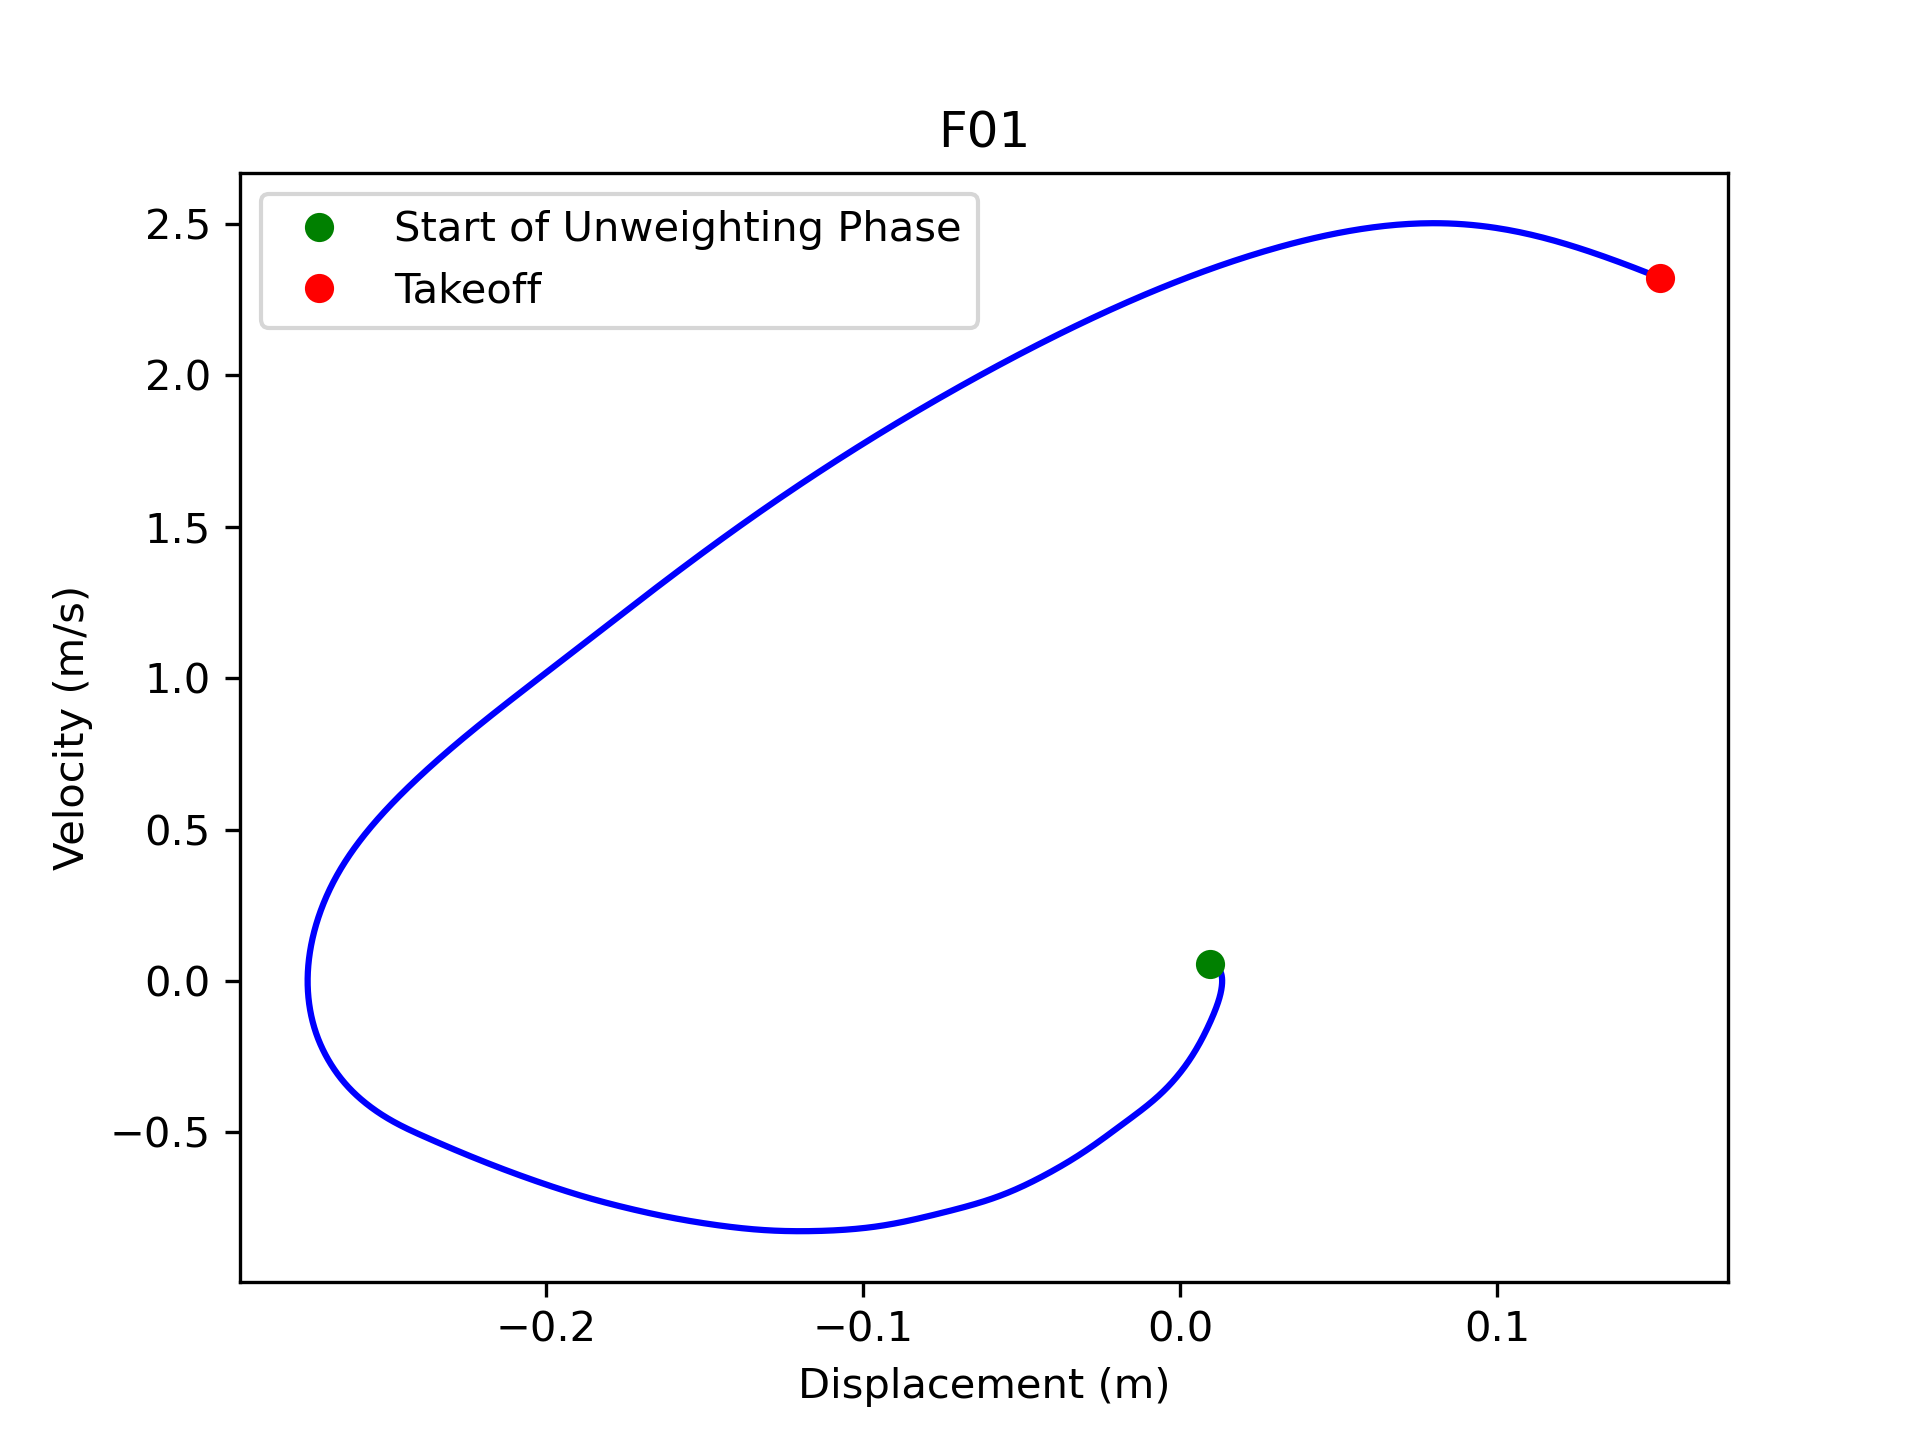 F01
Start of Unweighting Phase
Takeoff
2.5
2.0
1.5
1.0
0.5
0.0
−0.5
Velocity (m/s)
−0.2 −0.1 0.0 0.1
Displacement (m)